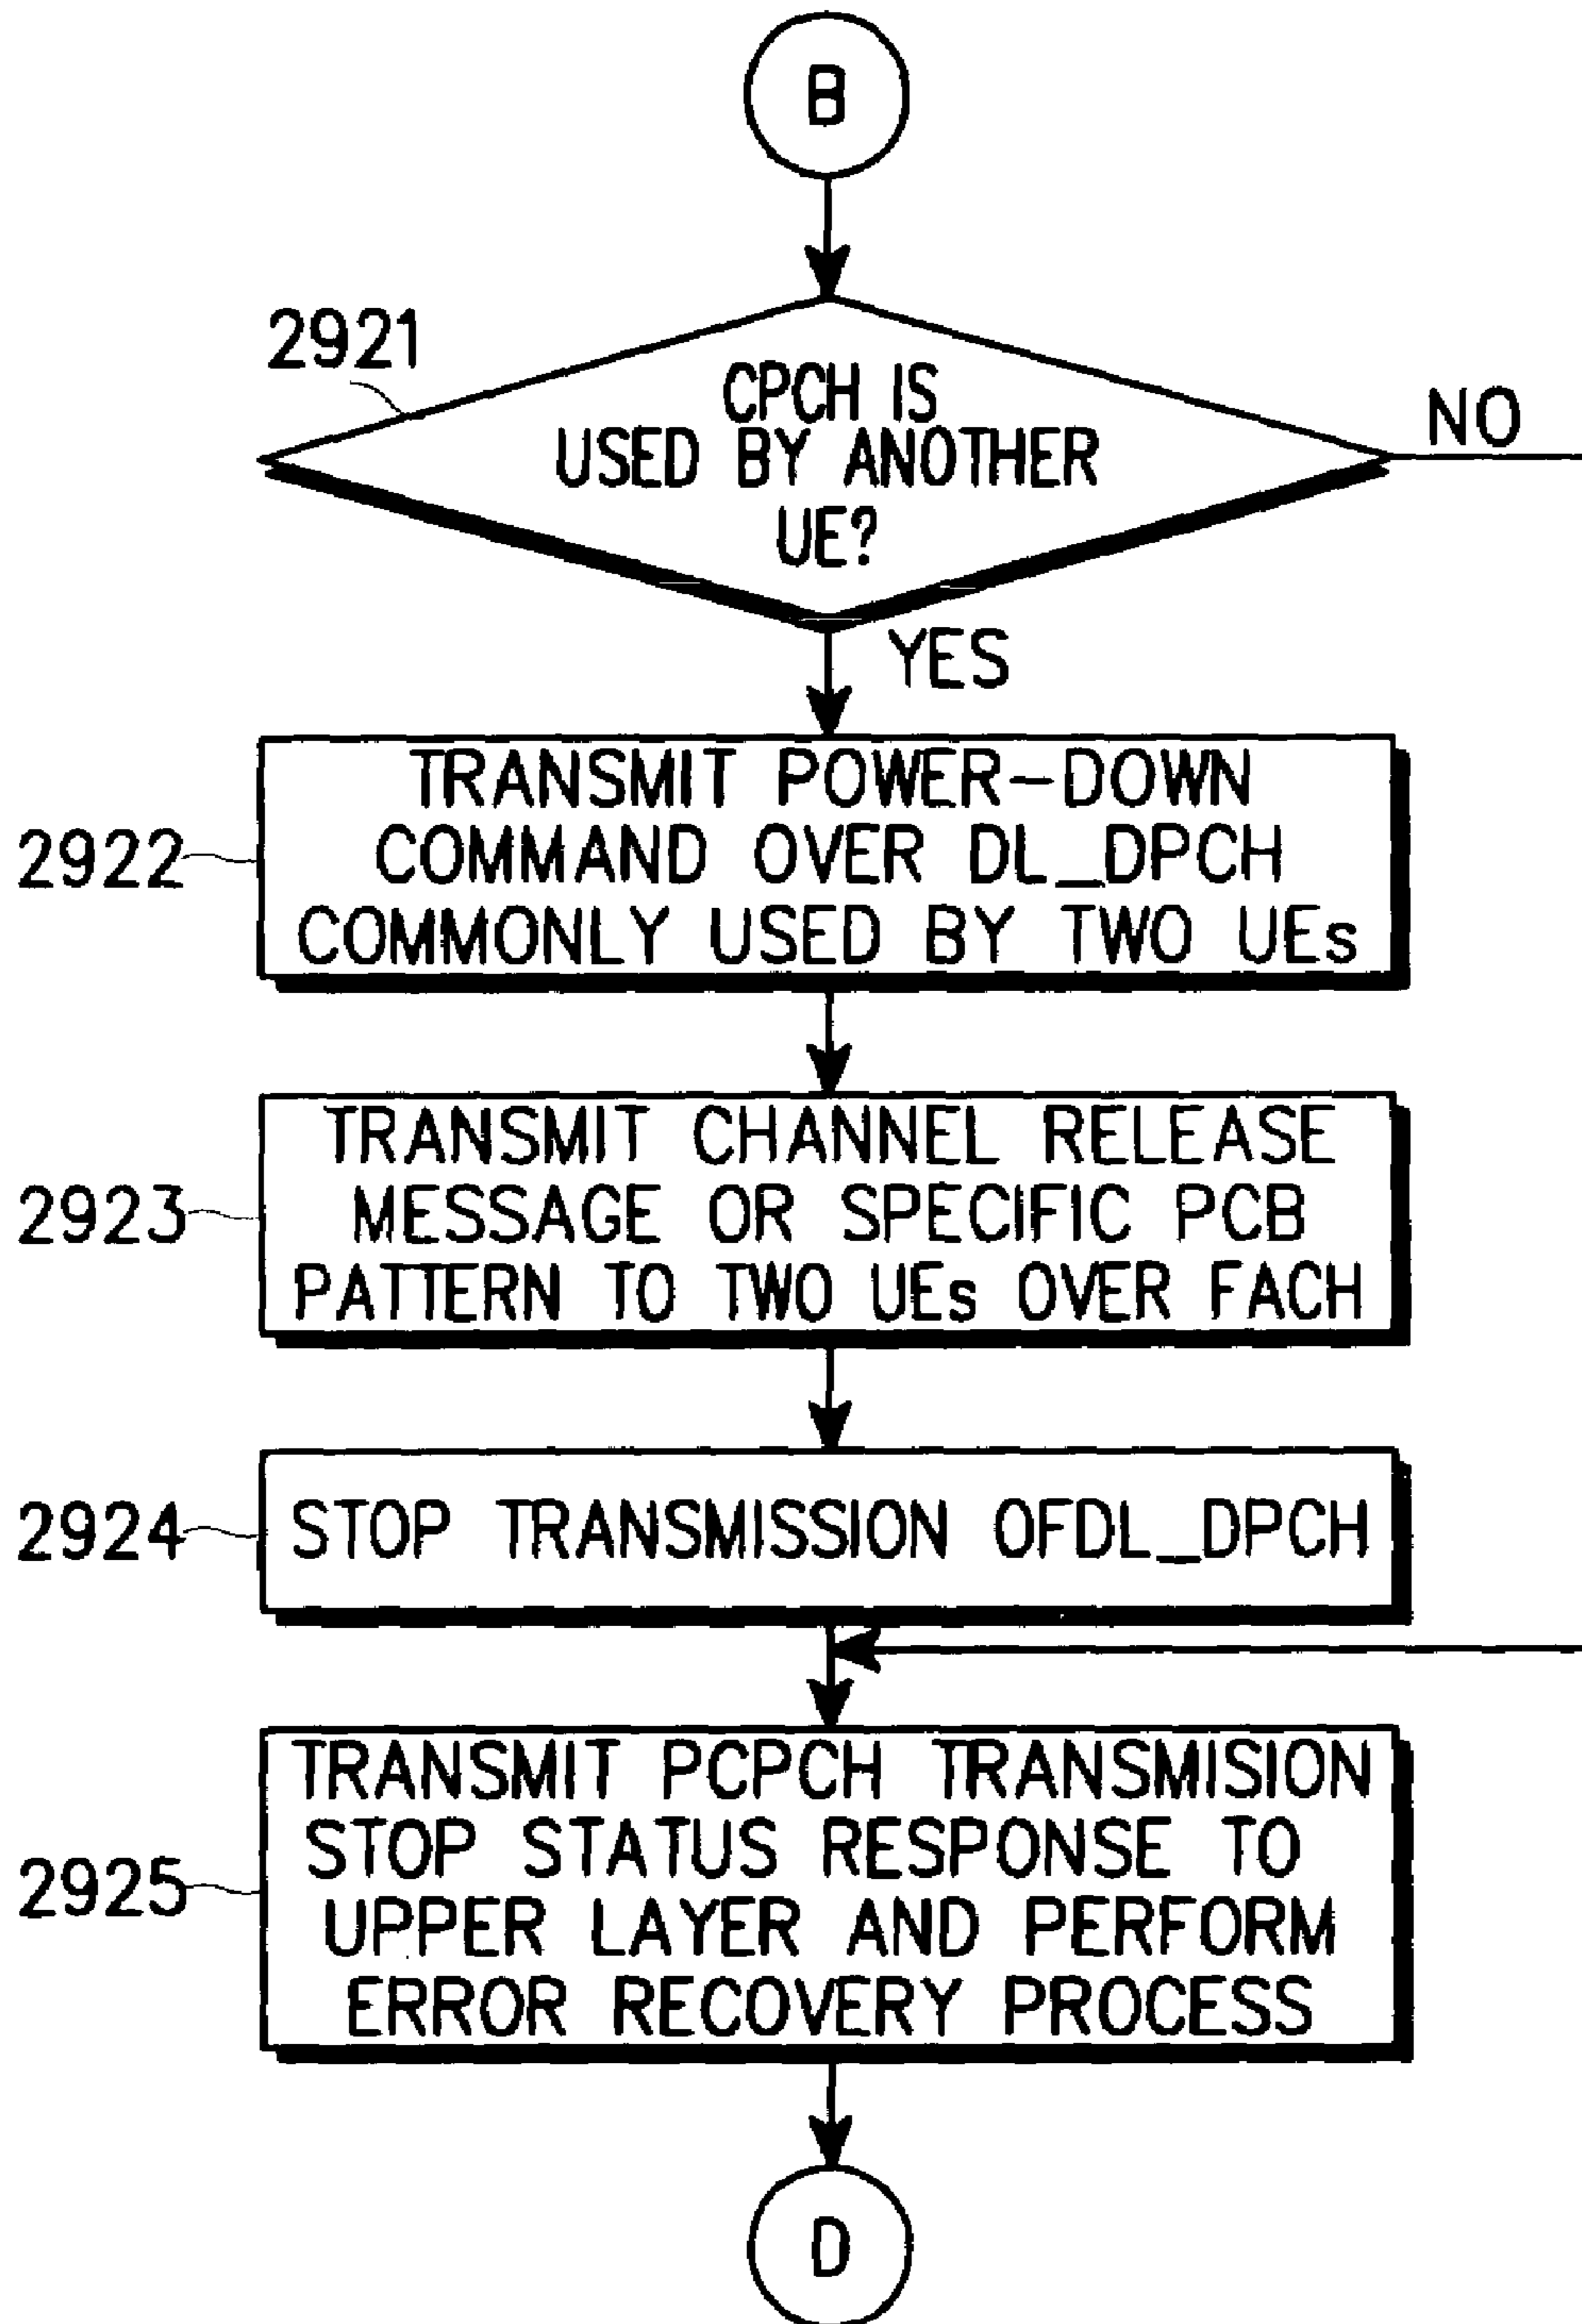 B
2921
CPCH IS
USED BY ANOTHER
UE?
NO
YES
2922
TRANSMIT POWER-DOWN
COMMAND OVER DL_DPCH
COMMONLY USED BY TWO UEs
2923
TRANSMIT CHANNEL RELEASE
MESSAGE OR SPECIFIC PCB
PATTERN TO TWO UEs OVER FACH
2924
STOP TRANSMISSION OFDL_DPCH
2925
TRANSMIT PCPCH TRANSMISION
STOP STATUS RESPONSE TO
UPPER LAYER AND PERFORM
ERROR RECOVERY PROCESS
D